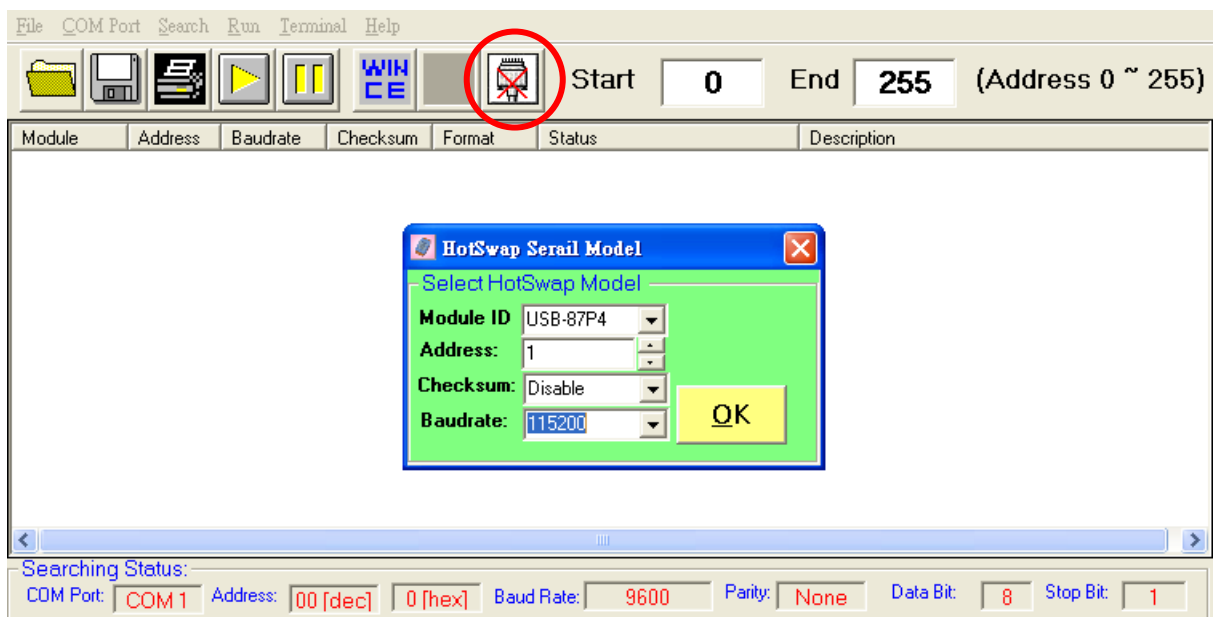 File COM Port Search Run Terminal Help
WIN
CE
Start 0 End 255 (Address 0 ~ 255)
Module Address Baudrate Checksum Format Status Description
HotSwap Serail Model
Select HotSwap Model
Module ID USB-87P4
Address: 1
Checksum: Disable
Baudrate: 115200
OK
Searching Status:
COM Port: COM 1 Address: 00 [dec] 0 [hex] Baud Rate: 9600 Parity: None Data Bit: 8 Stop Bit: 1